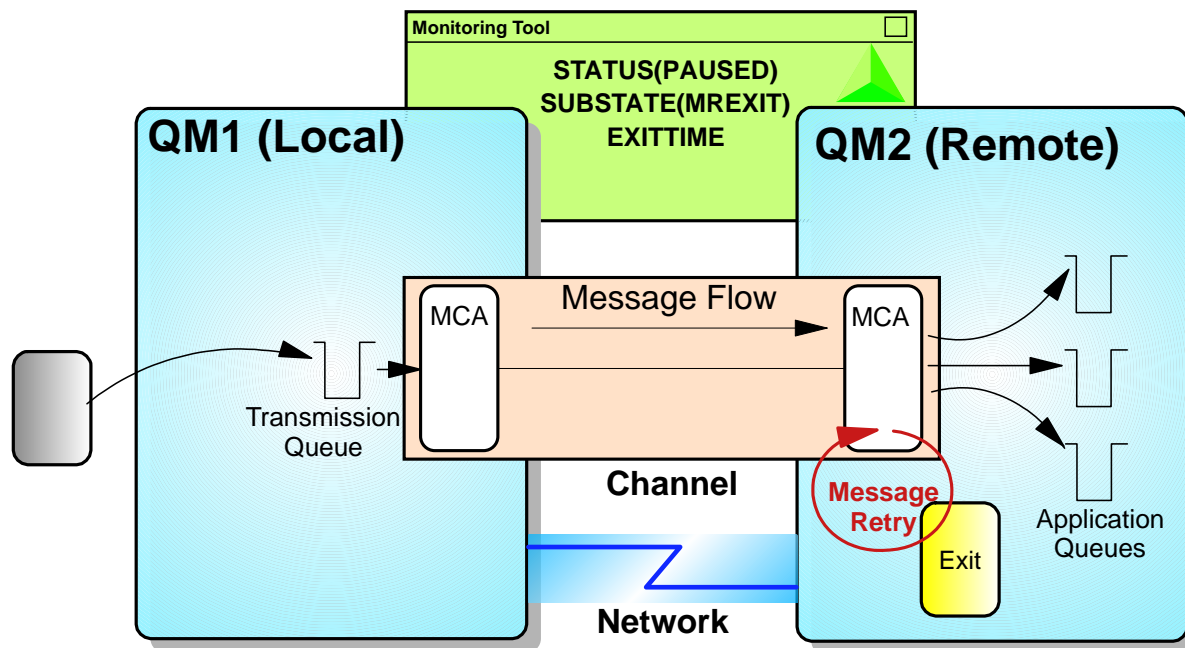 Monitoring Tool
STATUS(PAUSED)
SUBSTATE(MREXIT)
EXITTIME
QM1 (Local)
QM2 (Remote)
MCA
Message Flow
MCA
Transmission
Queue
Channel
Message
Retry
Exit
Application
Queues
Network